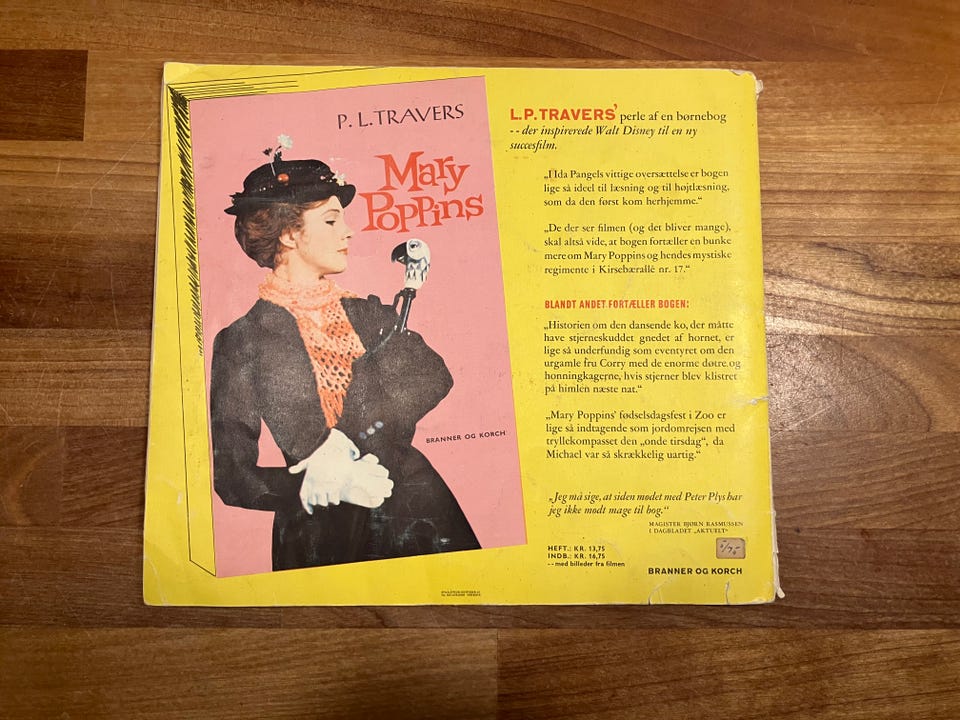 P. L. TRAVERS
Mary
Poppins
BRANNER OG KORCH
L.P. TRAVERS' perle af en børnebog
-- der inspirerede Walt Disney til en ny
succesfilm.
„I Ida Pangels vittige oversættelse er bogen
lige så ideel til læsning og til højtlæsning,
som da den først kom herhjemme.“
„De der ser filmen (og det bliver mange),
skal altså vide, at bogen fortæller en bunke
mere om Mary Poppins og hendes mystiske
regimente i Kirsebærallè nr. 17.“
BLANDT ANDET FORTÆLLER BOGEN:
„Historien om den dansende ko, der måtte
have stjerneskuddet gnedet af hornet, er
lige så underfundig som eventyret om den
urgamle fru Corry med de enorme døtre og
honningkagerne, hvis stjerner blev klistret
på himlen næste nat.“
„Mary Poppins' fødselsdagsfest i Zoo er
lige så indtagende som jordomrejsen med
tryllekompasset den „onde tirsdag“, da
Michael var så skrækkelig uartig.“
„Jeg må sige, at siden mødet med Peter Plys har
jeg ikke mødt mage til bog.“
MAGISTER BJØRN RASMUSSEN
I DAGBLADET „AKTUELT“
HEFT.: KR. 13,75
INDB.: KR. 16,75
-- med billeder fra filmen
BRANNER OG KORCH